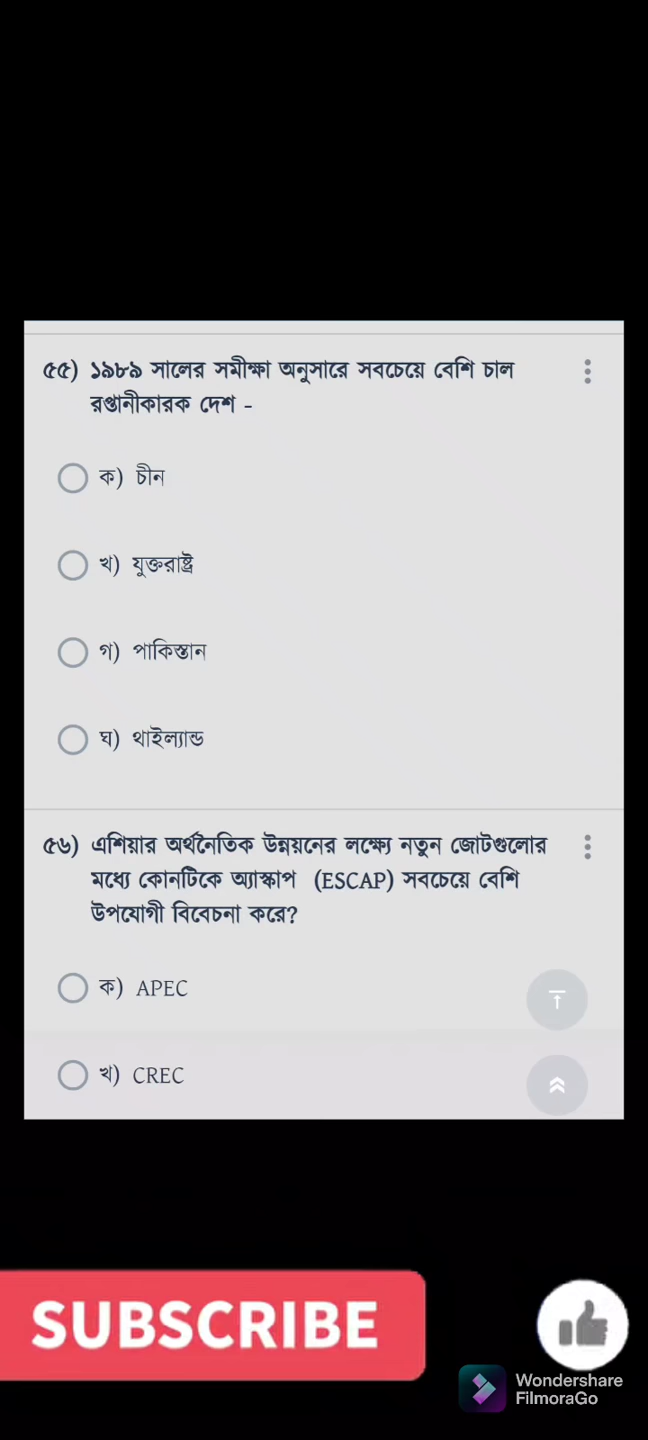 ৫৫) ১৯৮৯ সালের সমীক্ষা অনুসারে সবচেয়ে বেশি চাল
রপ্তানীকারক দেশ -
ক) চীন
খ) যুক্তরাষ্ট্র
গ) পাকিস্তান
ঘ) থাইল্যান্ড
৫৬) এশিয়ার অর্থনৈতিক উন্নয়নের লক্ষ্যে নতুন জোটগুলোর
মধ্যে কোনটিকে অ্যাস্কাপ (ESCAP) সবচেয়ে বেশি
উপযোগী বিবেচনা করে?
ক) APEC
খ) CREC
SUBSCRIBE
Wondershare
FilmoraGo